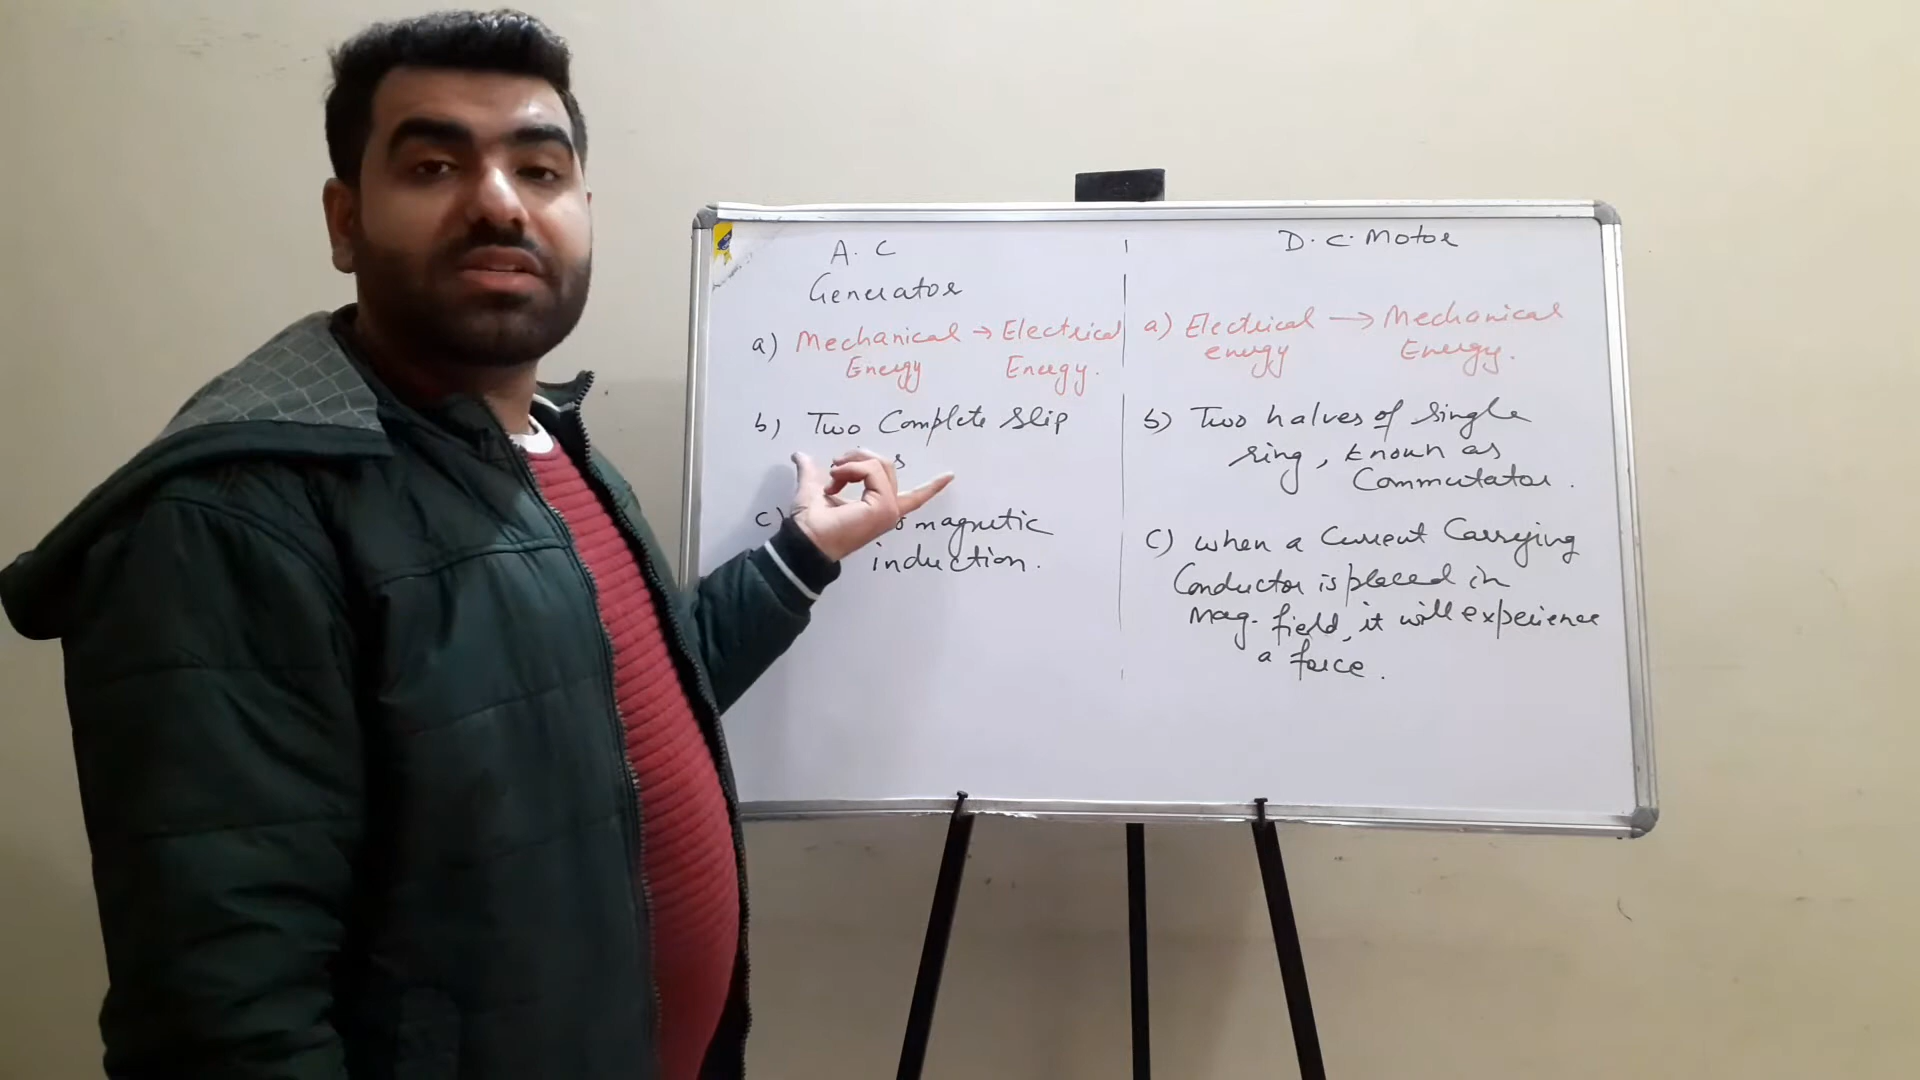 A. C
Generator
a) Mechanical → Electrical
Energy Energy.
b) Two Complete Slip
c) magnetic
induction.
D. C. Motor
a) Electrical → Mechanical
energy Energy.
b) Two halves of single
ring, known as
Commutator.
C) when a Current Carrying
Conductor is placed in
mag. field, it will experience
a force.